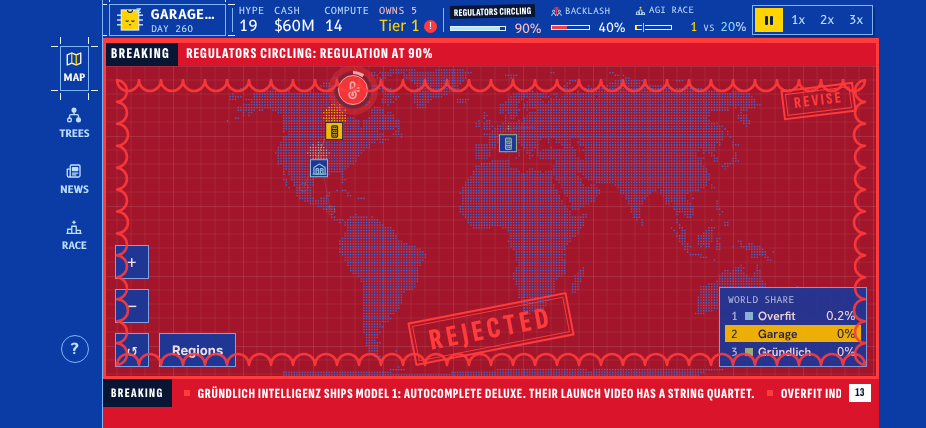 GARAGE...
DAY 260
HYPE
19
CASH
$60M
COMPUTE
14
OWNS 5
Tier 1
!
REGULATORS CIRCLING
90%
BACKLASH
40%
AGI RACE
1 VS 20%
1x
2x
3x
BREAKING
REGULATORS CIRCLING: REGULATION AT 90%
MAP
TREES
NEWS
RACE
?
REVISE
REJECTED
+
−
Regions
WORLD SHARE
1 Overfit 0.2%
2 Garage 0%
3 Gründlich 0%
BREAKING
GRÜNDLICH INTELLIGENZ SHIPS MODEL 1: AUTOCOMPLETE DELUXE. THEIR LAUNCH VIDEO HAS A STRING QUARTET.
OVERFIT IND
13